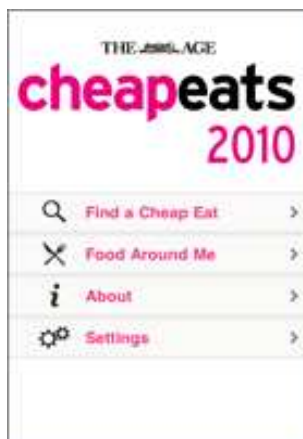 THE AGE
cheapeats
2010
Find a Cheap Eat
Food Around Me
About
Settings